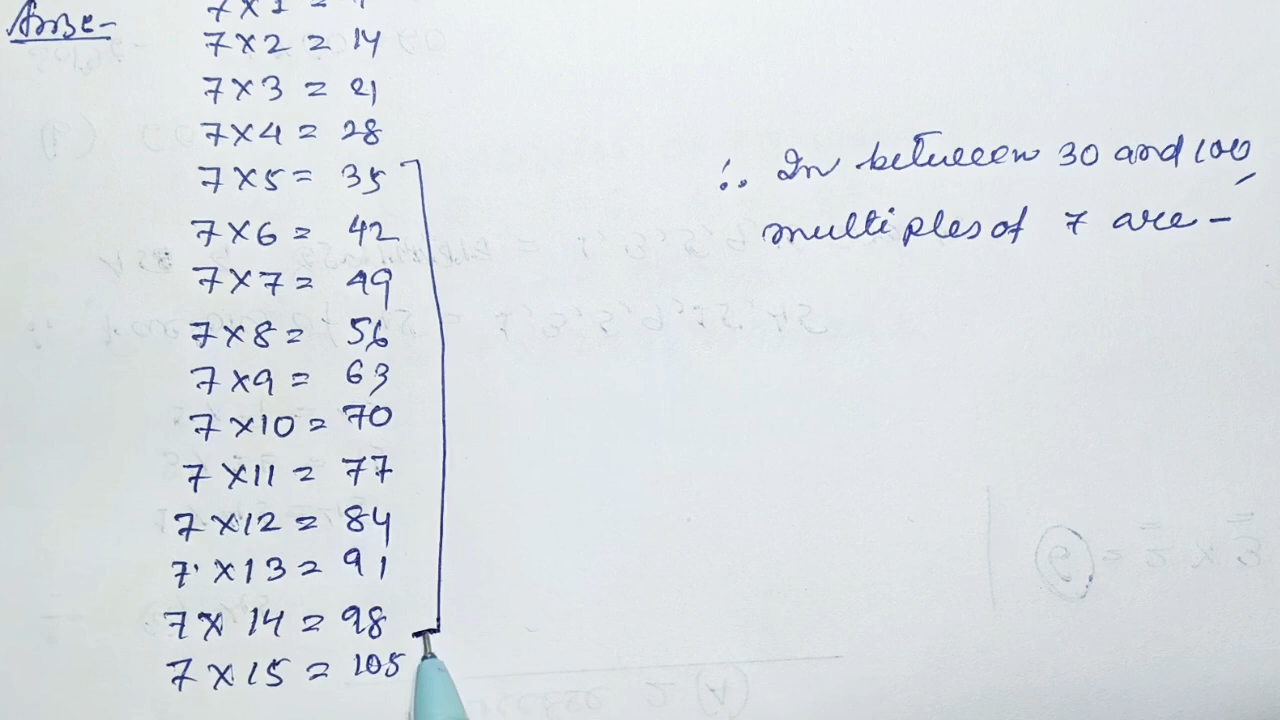 Ans:-
7×1 =
7×2 = 14
7×3 = 21
7×4 = 28
7×5 = 35
7×6 = 42
7×7 = 49
7×8 = 56
7×9 = 63
7×10 = 70
7×11 = 77
7×12 = 84
7×13 = 91
7×14 = 98
7×15 = 105
∴ In between 30 and 100,
multiples of 7 are -